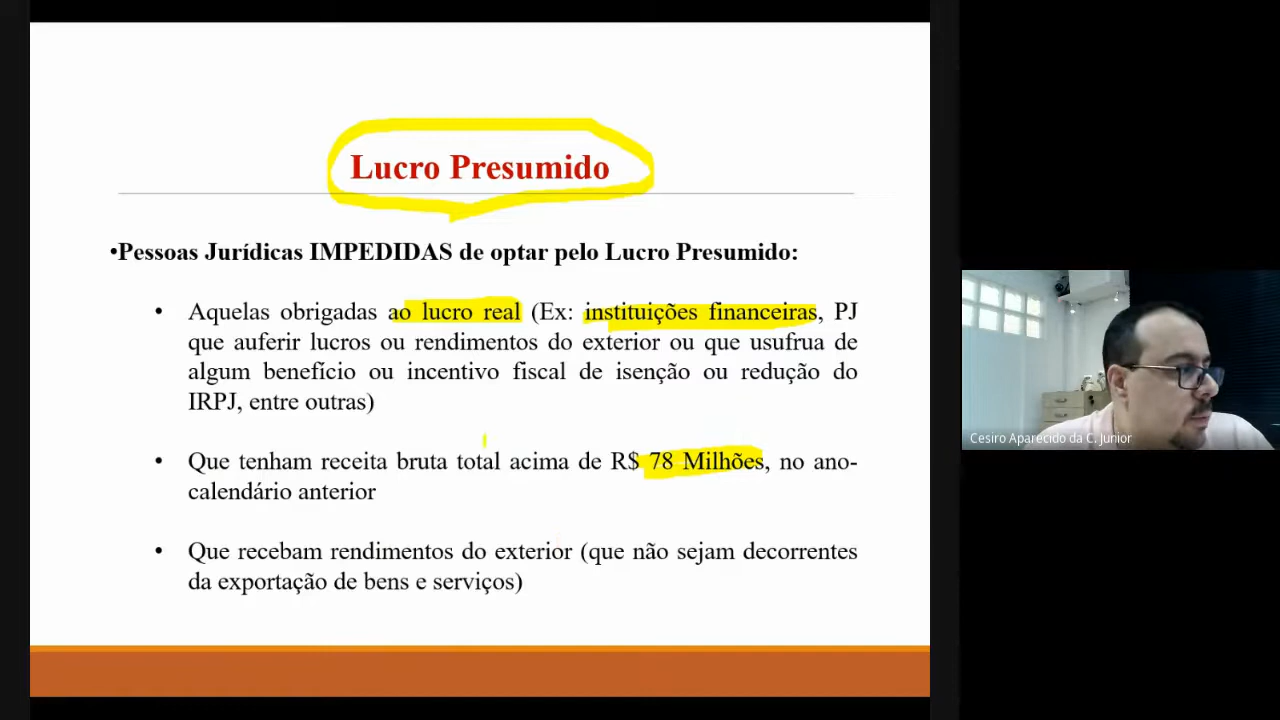 Lucro Presumido
•Pessoas Jurídicas IMPEDIDAS de optar pelo Lucro Presumido:
• Aquelas obrigadas ao lucro real (Ex: instituições financeiras, PJ
que auferir lucros ou rendimentos do exterior ou que usufrua de
algum benefício ou incentivo fiscal de isenção ou redução do
IRPJ, entre outras)
• Que tenham receita bruta total acima de R$ 78 Milhões, no ano-
calendário anterior
• Que recebam rendimentos do exterior (que não sejam decorrentes
da exportação de bens e serviços)
Cesiro Aparecido da C. Junior